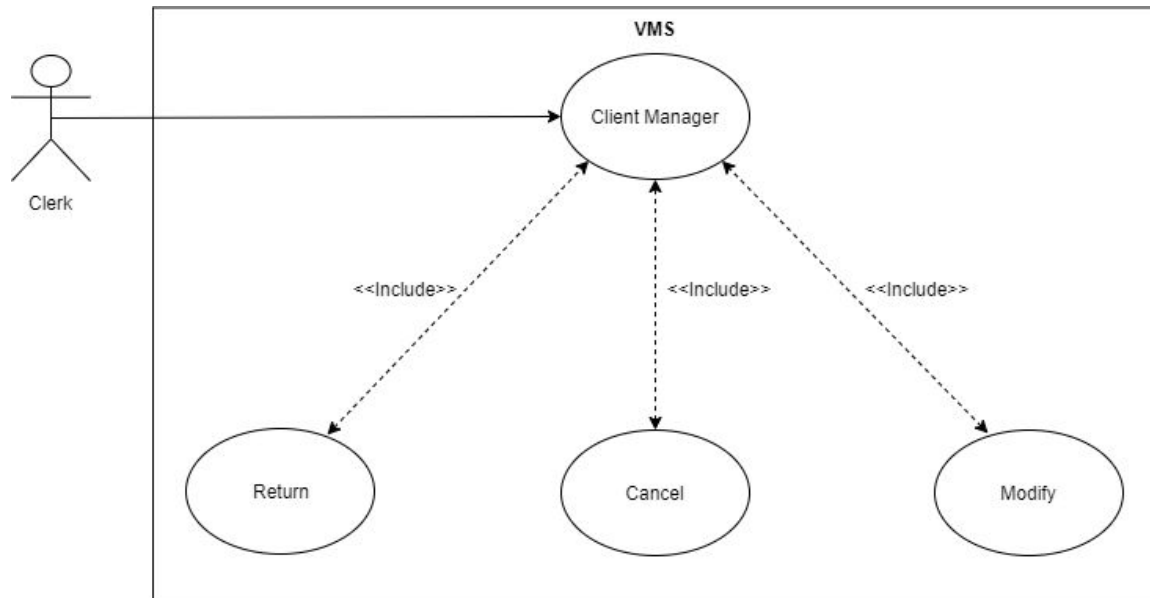 VMS
Client Manager
Clerk
<<Include>>
<<Include>>
<<Include>>
Return
Cancel
Modify